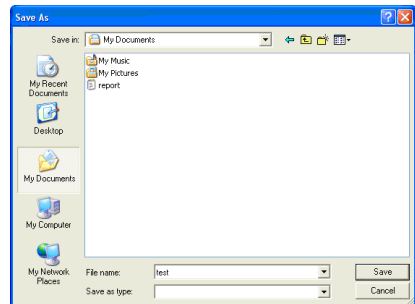 Save As
Save in: My Documents
My Music
My Pictures
report
My Recent
Documents
Desktop
My Documents
My Computer
My Network
Places
File name: test Save
Save as type: Cancel